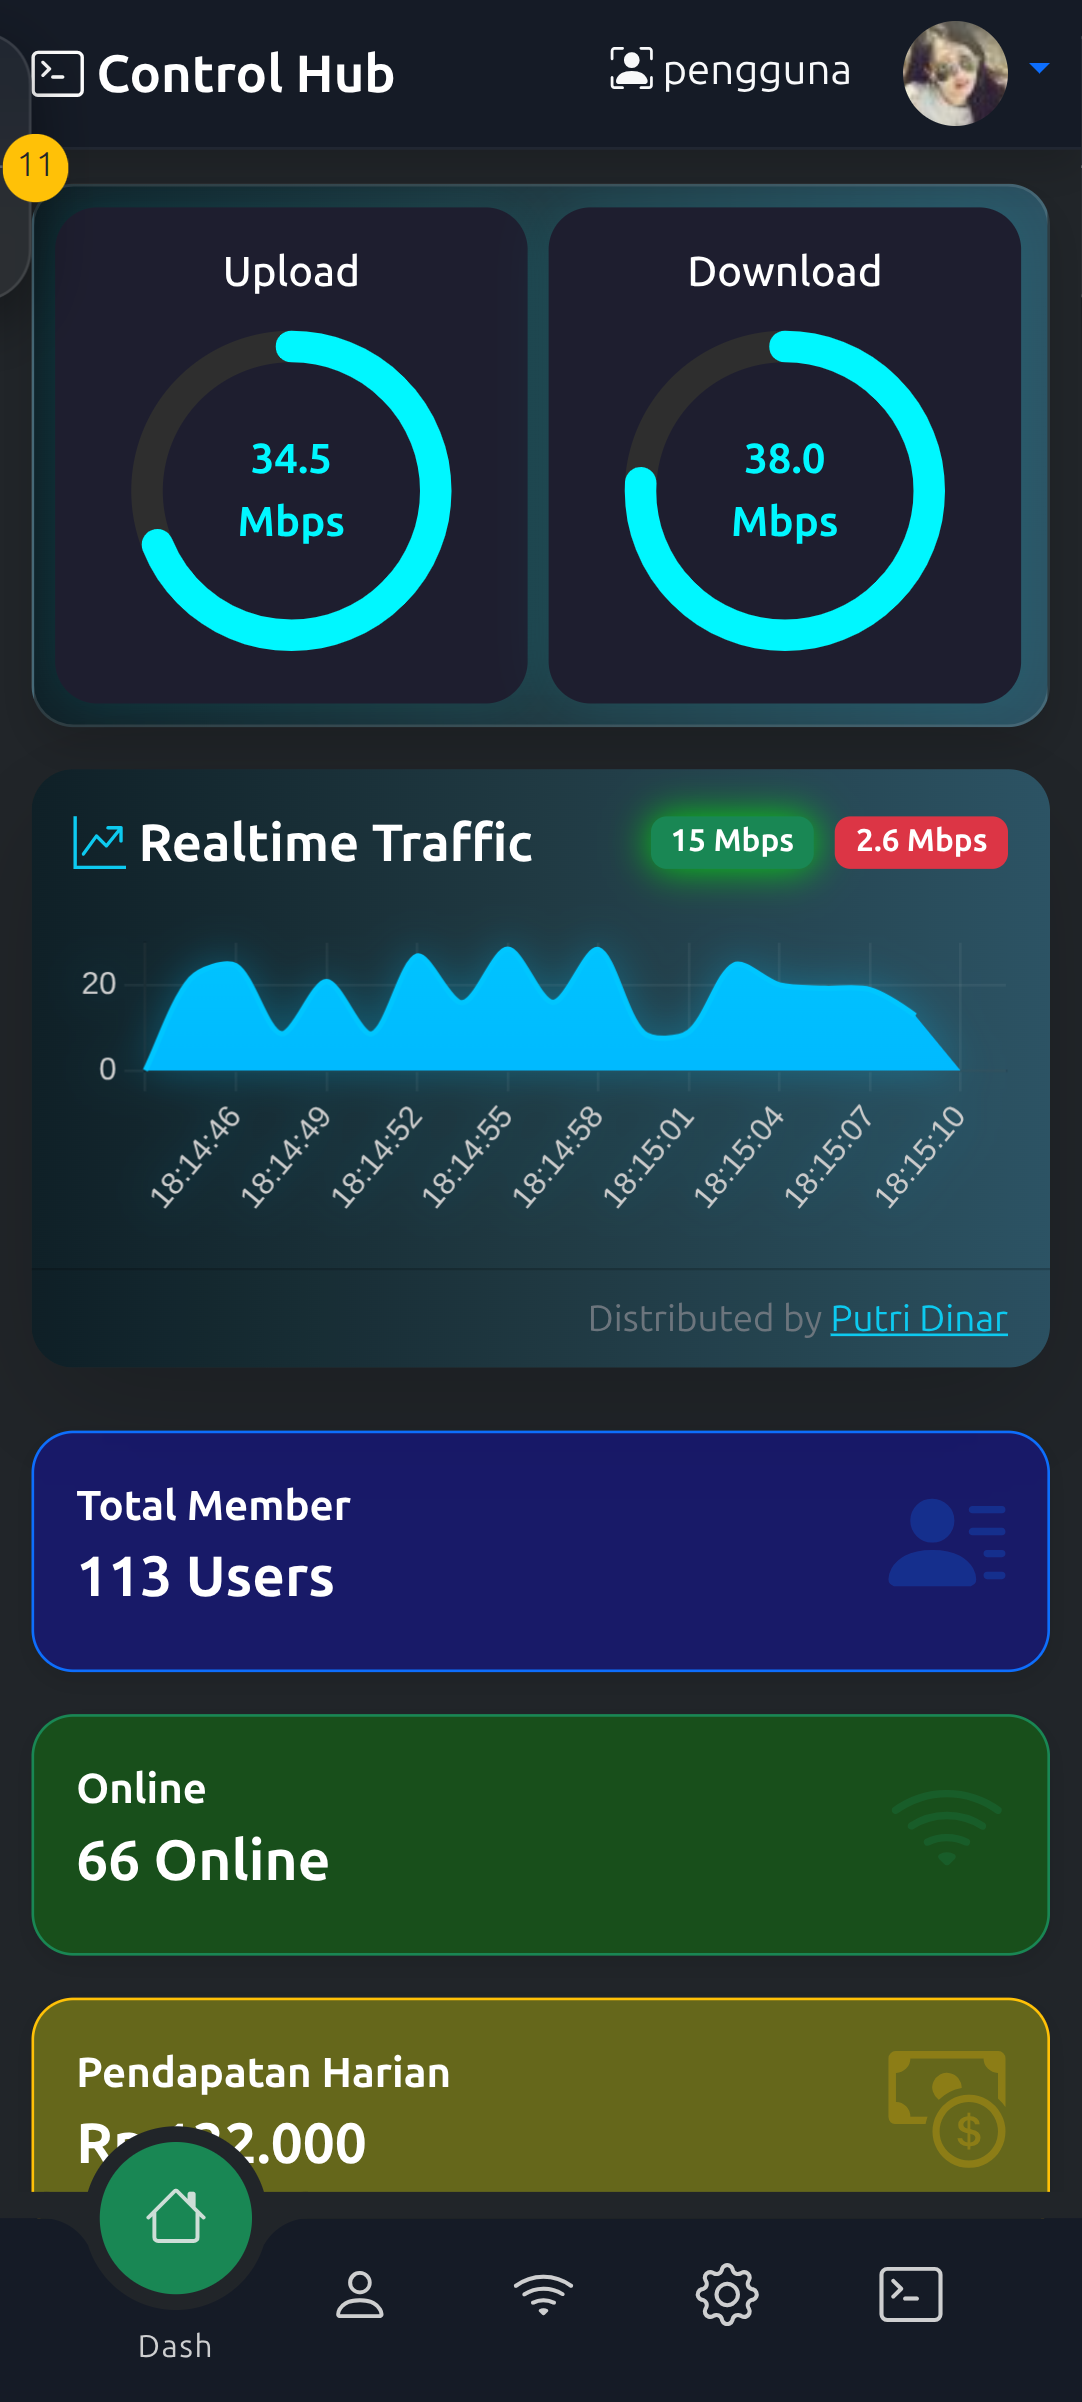 Control Hub
pengguna
11
Upload
Download
34.5
Mbps
38.0
Mbps
Realtime Traffic
15 Mbps
2.6 Mbps
20
0
18:14:46
18:14:49
18:14:52
18:14:55
18:14:58
18:15:01
18:15:04
18:15:07
18:15:10
Distributed by Putri Dinar
Total Member
113 Users
Online
66 Online
Pendapatan Harian
2.000
Dash